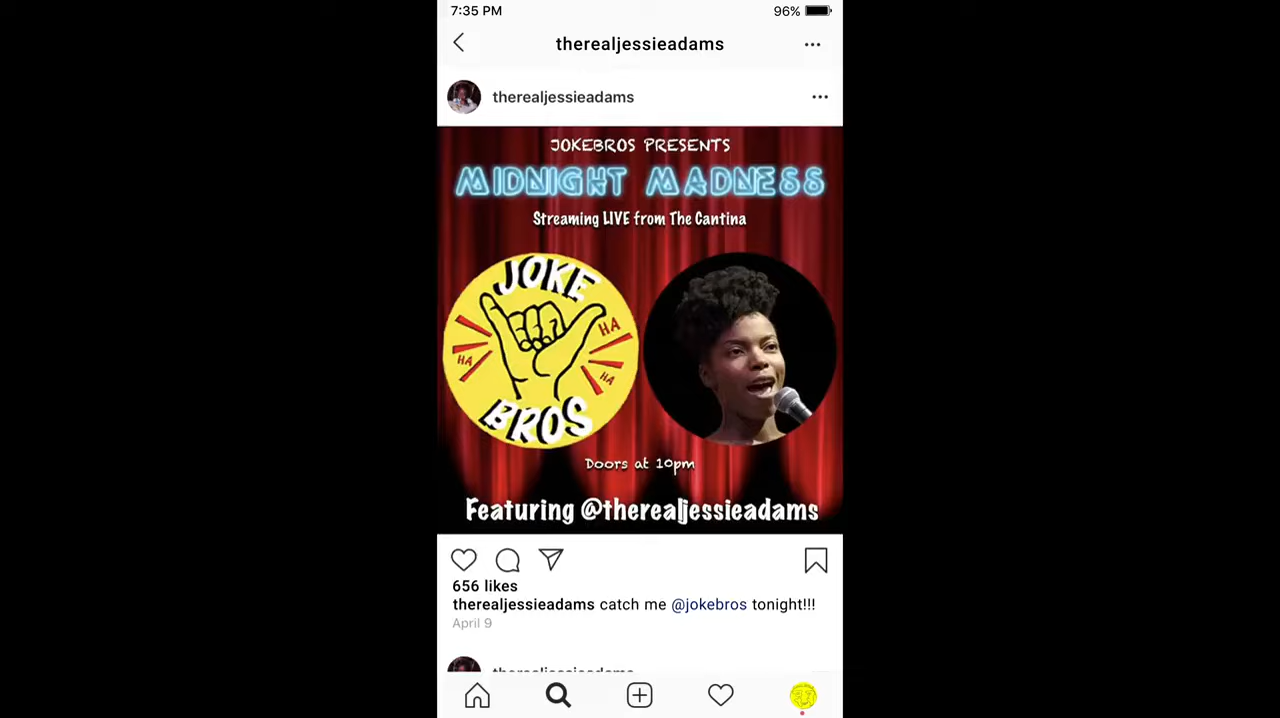 7:35 PM 96%
therealjessieadams
therealjessieadams
JOKEBROS PRESENTS
MIDNIGHT MADNESS
Streaming LIVE from The Cantina
JOKE
HA
HA
HA
BROS
Doors at 10pm
Featuring @therealjessieadams
656 likes
therealjessieadams catch me @jokebros tonight!!!
April 9
therealjessieadams